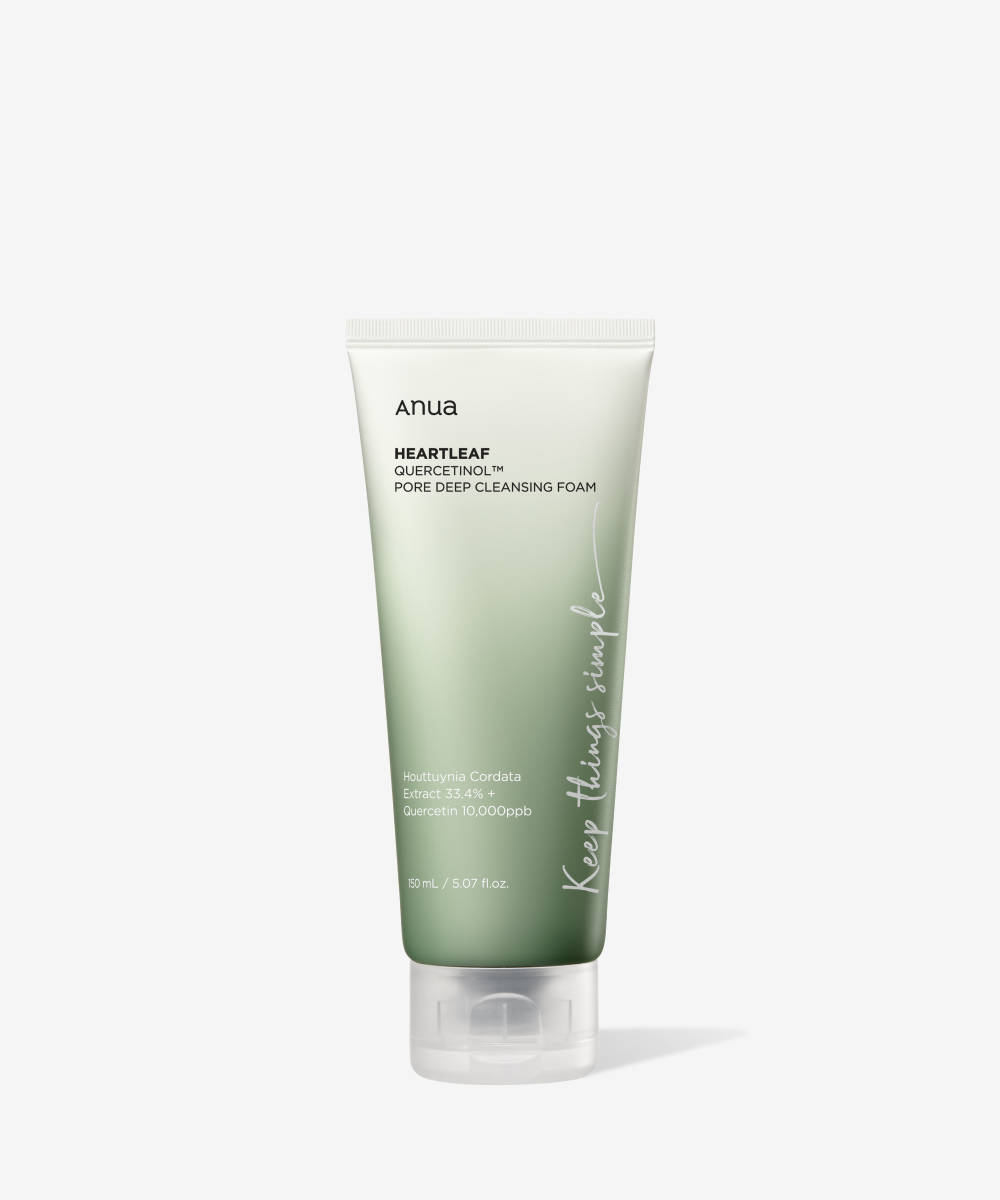 Anua
HEARTLEAF
QUERCETINOL™
PORE DEEP CLEANSING FOAM
Keep things simple
Houttuynia Cordata
Extract 33.4% +
Quercetin 10,000ppb
150 mL / 5.07 fl.oz.